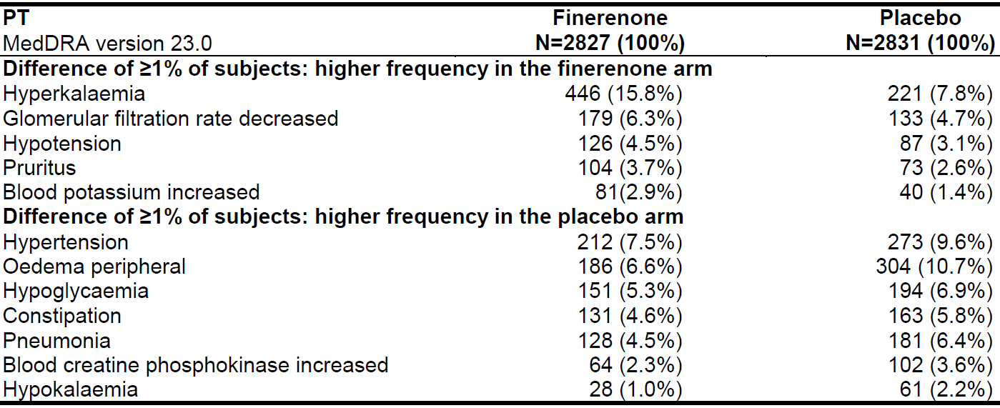 PT Finerenone Placebo
MedDRA version 23.0 N=2827 (100%) N=2831 (100%)
Difference of ≥1% of subjects: higher frequency in the finerenone arm
Hyperkalaemia 446 (15.8%) 221 (7.8%)
Glomerular filtration rate decreased 179 (6.3%) 133 (4.7%)
Hypotension 126 (4.5%) 87 (3.1%)
Pruritus 104 (3.7%) 73 (2.6%)
Blood potassium increased 81(2.9%) 40 (1.4%)
Difference of ≥1% of subjects: higher frequency in the placebo arm
Hypertension 212 (7.5%) 273 (9.6%)
Oedema peripheral 186 (6.6%) 304 (10.7%)
Hypoglycaemia 151 (5.3%) 194 (6.9%)
Constipation 131 (4.6%) 163 (5.8%)
Pneumonia 128 (4.5%) 181 (6.4%)
Blood creatine phosphokinase increased 64 (2.3%) 102 (3.6%)
Hypokalaemia 28 (1.0%) 61 (2.2%)